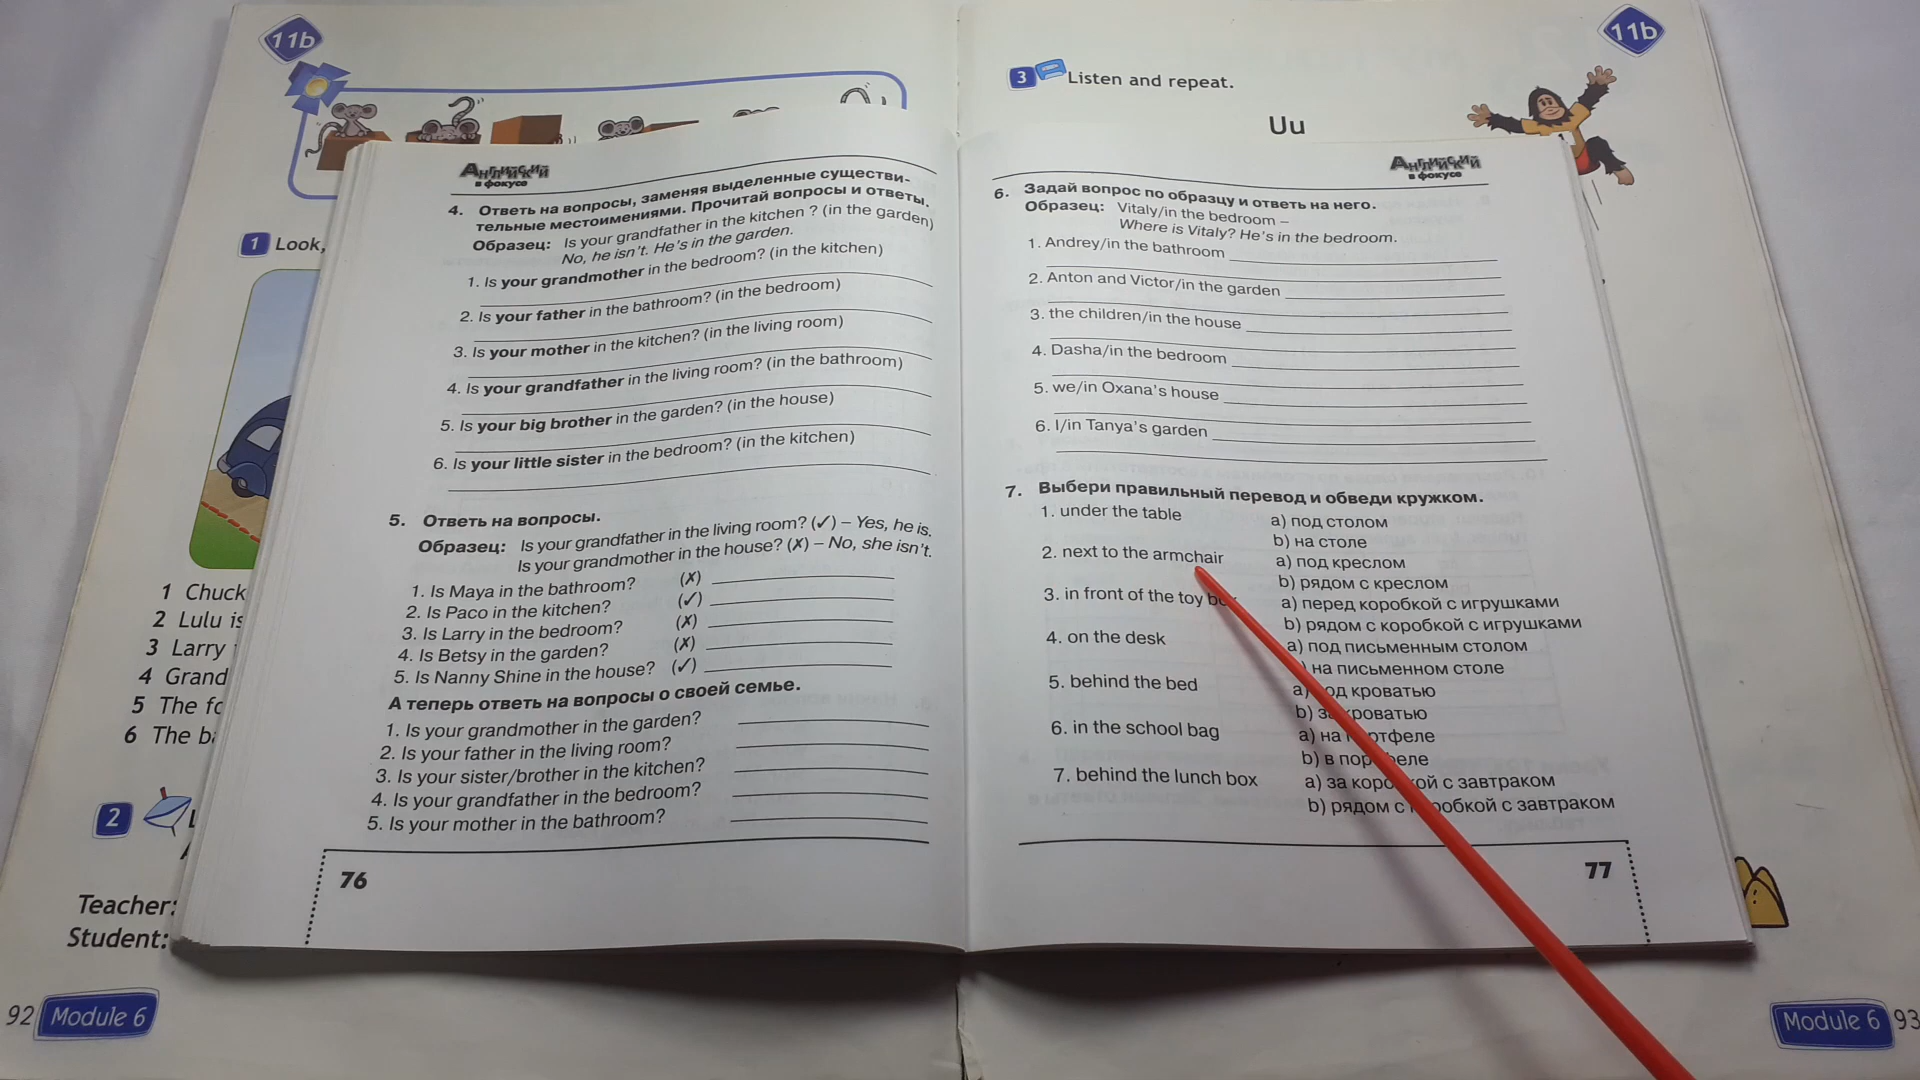 11b
1 Look,
1 Chuck
2 Lulu is
3 Larry
4 Grand
5 The
6 The
2
Teacher:
Student:
92 Module 6
Английский
в фокусе
4. Ответь на вопросы, заменяя выделенные существи-
тельные местоимениями. Прочитай вопросы и ответы.
Образец: Is your grandfather in the kitchen ? (in the garden)
No, he isn't. He's in the garden.
1. Is your grandmother in the bedroom? (in the kitchen)
2. Is your father in the bathroom? (in the bedroom)
3. Is your mother in the kitchen? (in the living room)
4. Is your grandfather in the living room? (in the bathroom)
5. Is your big brother in the garden? (in the house)
6. Is your little sister in the bedroom? (in the kitchen)
5. Ответь на вопросы.
Образец: Is your grandfather in the living room? (✓) – Yes, he is.
Is your grandmother in the house? (✗) – No, she isn't.
1. Is Maya in the bathroom? (✗)
2. Is Paco in the kitchen? (✓)
3. Is Larry in the bedroom? (✗)
4. Is Betsy in the garden? (✗)
5. Is Nanny Shine in the house? (✓)
А теперь ответь на вопросы о своей семье.
1. Is your grandmother in the garden?
2. Is your father in the living room?
3. Is your sister/brother in the kitchen?
4. Is your grandfather in the bedroom?
5. Is your mother in the bathroom?
76
11b
3 Listen and repeat.
Uu
Английский
в фокусе
6. Задай вопрос по образцу и ответь на него.
Образец: Vitaly/in the bedroom –
Where is Vitaly? He's in the bedroom.
1. Andrey/in the bathroom
2. Anton and Victor/in the garden
3. the children/in the house
4. Dasha/in the bedroom
5. we/in Oxana's house
6. I/in Tanya's garden
7. Выбери правильный перевод и обведи кружком.
1. under the table a) под столом
b) на столе
2. next to the armchair a) под креслом
b) рядом с креслом
3. in front of the toy box a) перед коробкой с игрушками
b) рядом с коробкой с игрушками
4. on the desk a) под письменным столом
b) на письменном столе
5. behind the bed a) под кроватью
b) за кроватью
6. in the school bag a) на портфеле
b) в портфеле
7. behind the lunch box a) за коробкой с завтраком
b) рядом с коробкой с завтраком
77
Module 6 93